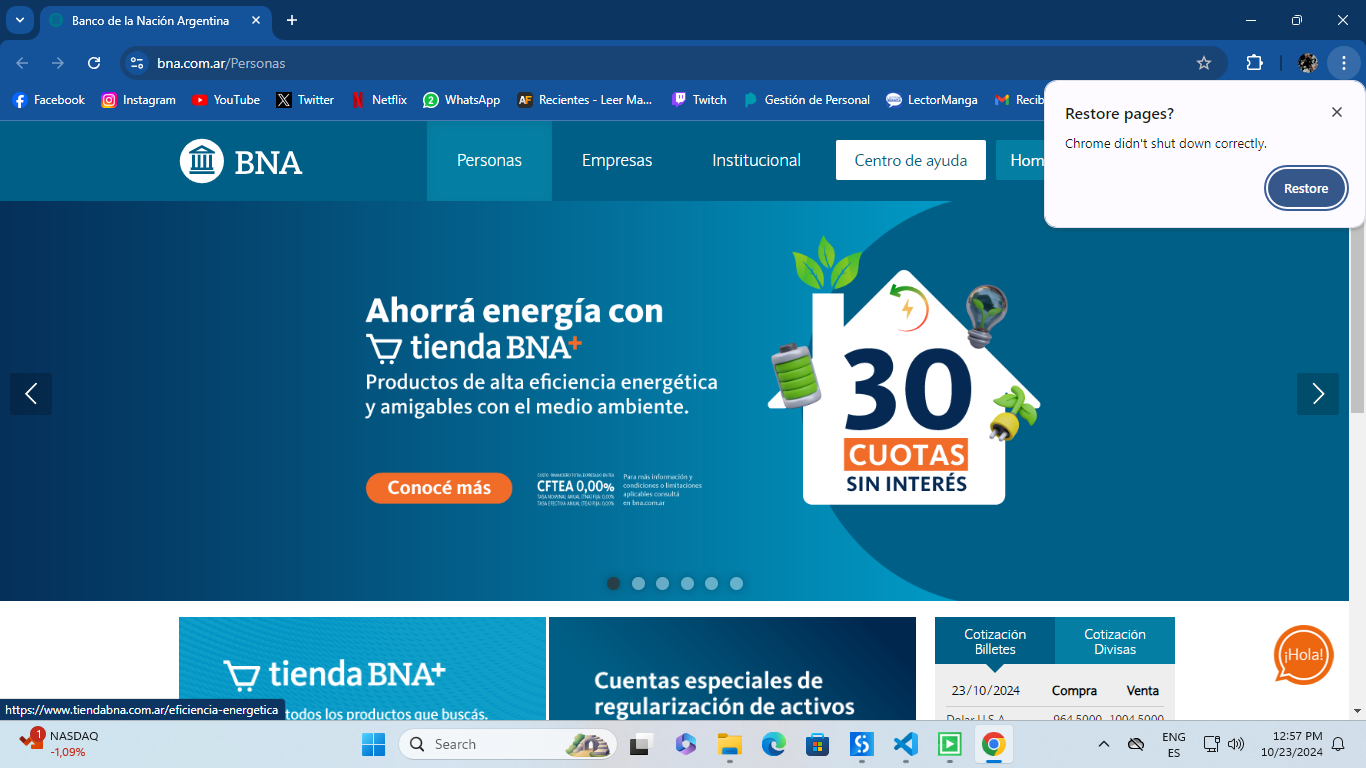 Banco de la Nación Argentina
bna.com.ar/Personas
Facebook
Instagram
YouTube
Twitter
Netflix
WhatsApp
Recientes - Leer Ma...
Twitch
Gestión de Personal
LectorManga
Recib
Restore pages?
Chrome didn't shut down correctly.
Restore
BNA
Personas
Empresas
Institucional
Centro de ayuda
Hom
Ahorrá energía con
tienda BNA+
Productos de alta eficiencia energética
y amigables con el medio ambiente.
Conocé más
CFTEA 0,00%
Para más información y
condiciones o limitaciones
aplicables consultá
en bna.com.ar
30
CUOTAS
SIN INTERÉS
tienda BNA+
todos los productos que buscás.
Cuentas especiales de
regularización de activos
Cotización
Billetes
Cotización
Divisas
23/10/2024 Compra Venta
Dolar U.S.A 964,5000 1004,5000
¡Hola!
https://www.tiendabna.com.ar/eficiencia-energetica
1
NASDAQ
-1,09%
Search
ENG
ES
12:57 PM
10/23/2024